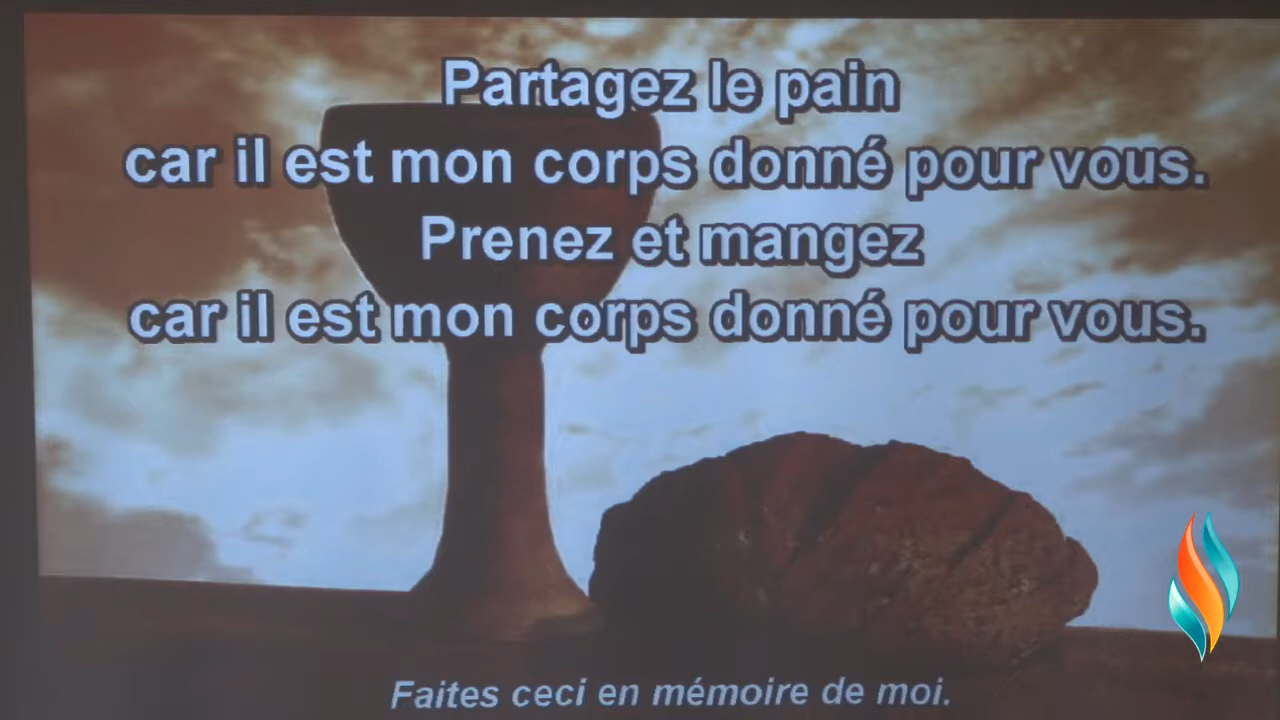 Partagez le pain
car il est mon corps donné pour vous.
Prenez et mangez
car il est mon corps donné pour vous.
Faites ceci en mémoire de moi.